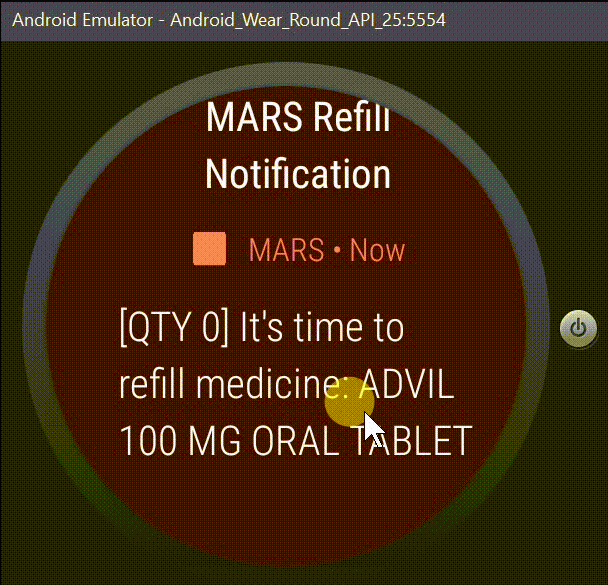 Android Emulator - Android_Wear_Round_API_25:5554
MARS Refill
Notification
MARS • Now
[QTY 0] It's time to
refill medicine: ADVIL
100 MG ORAL TABLET